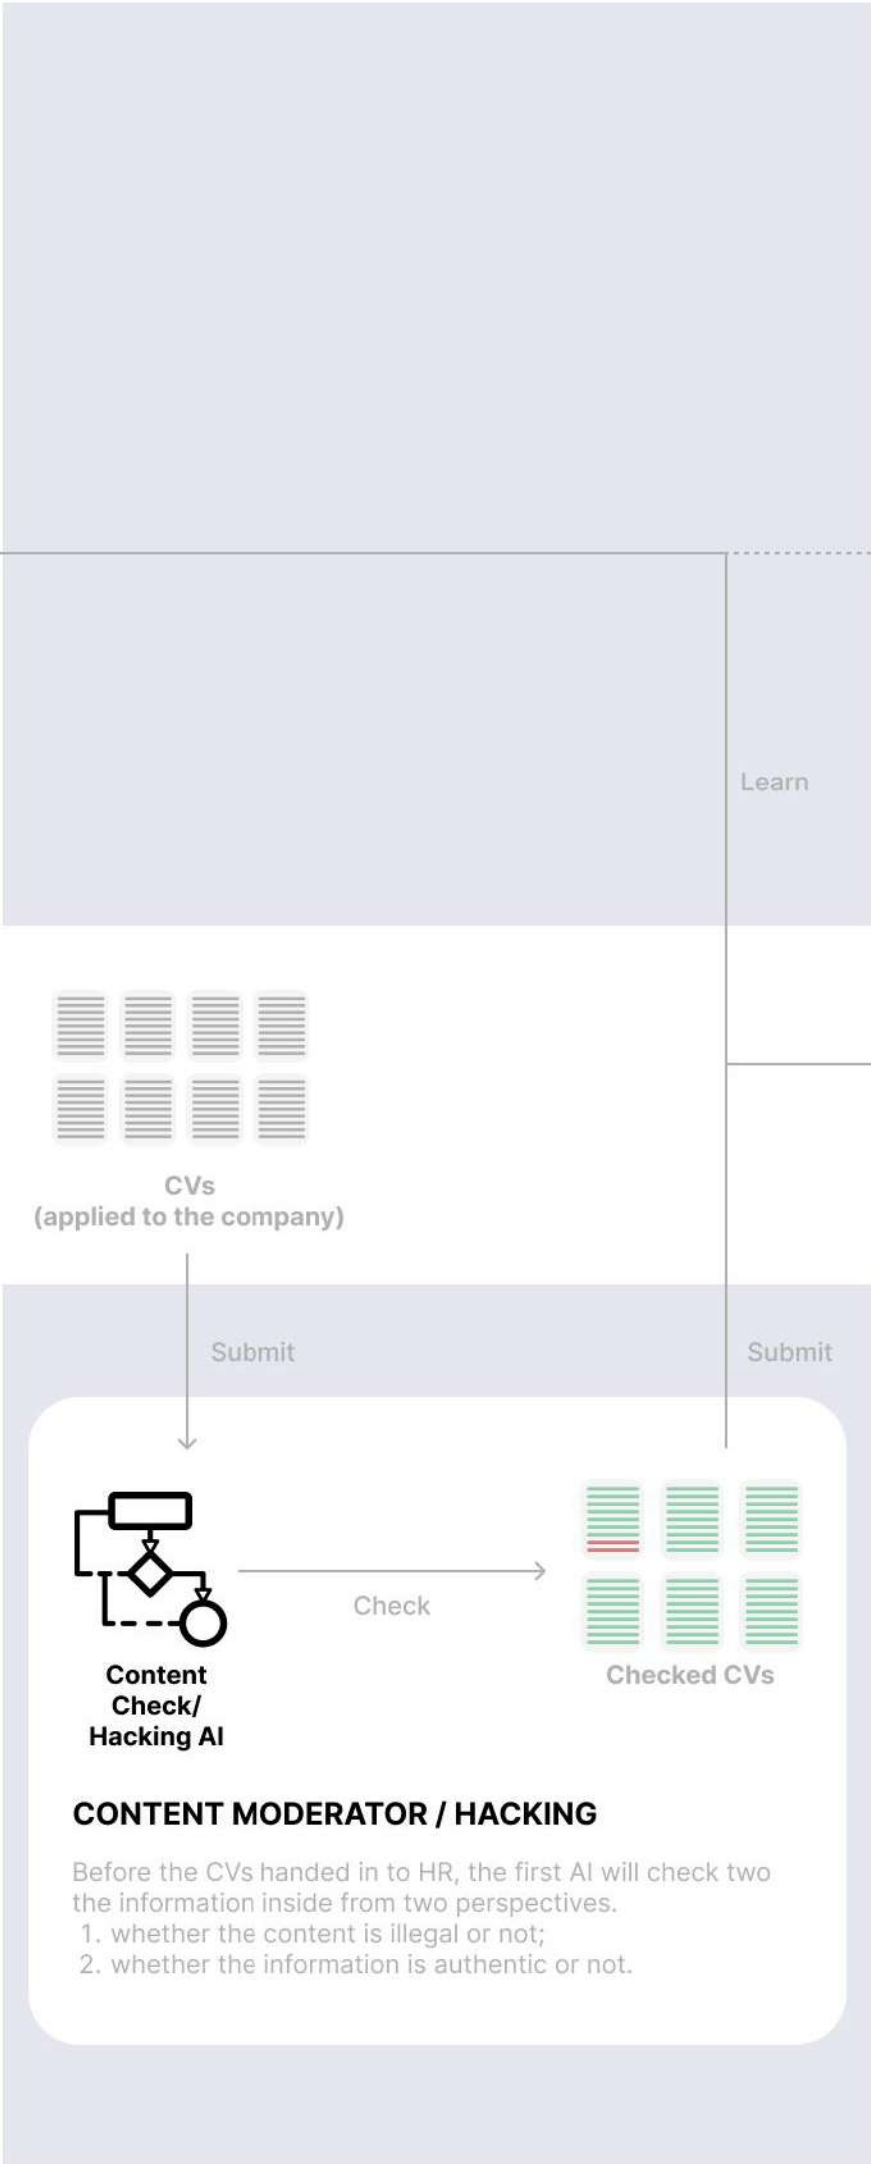 Learn
CVs
(applied to the company)
Submit
Submit
Check
Content
Check/
Hacking AI
Checked CVs
CONTENT MODERATOR / HACKING
Before the CVs handed in to HR, the first AI will check two
the information inside from two perspectives.
1. whether the content is illegal or not;
2. whether the information is authentic or not.